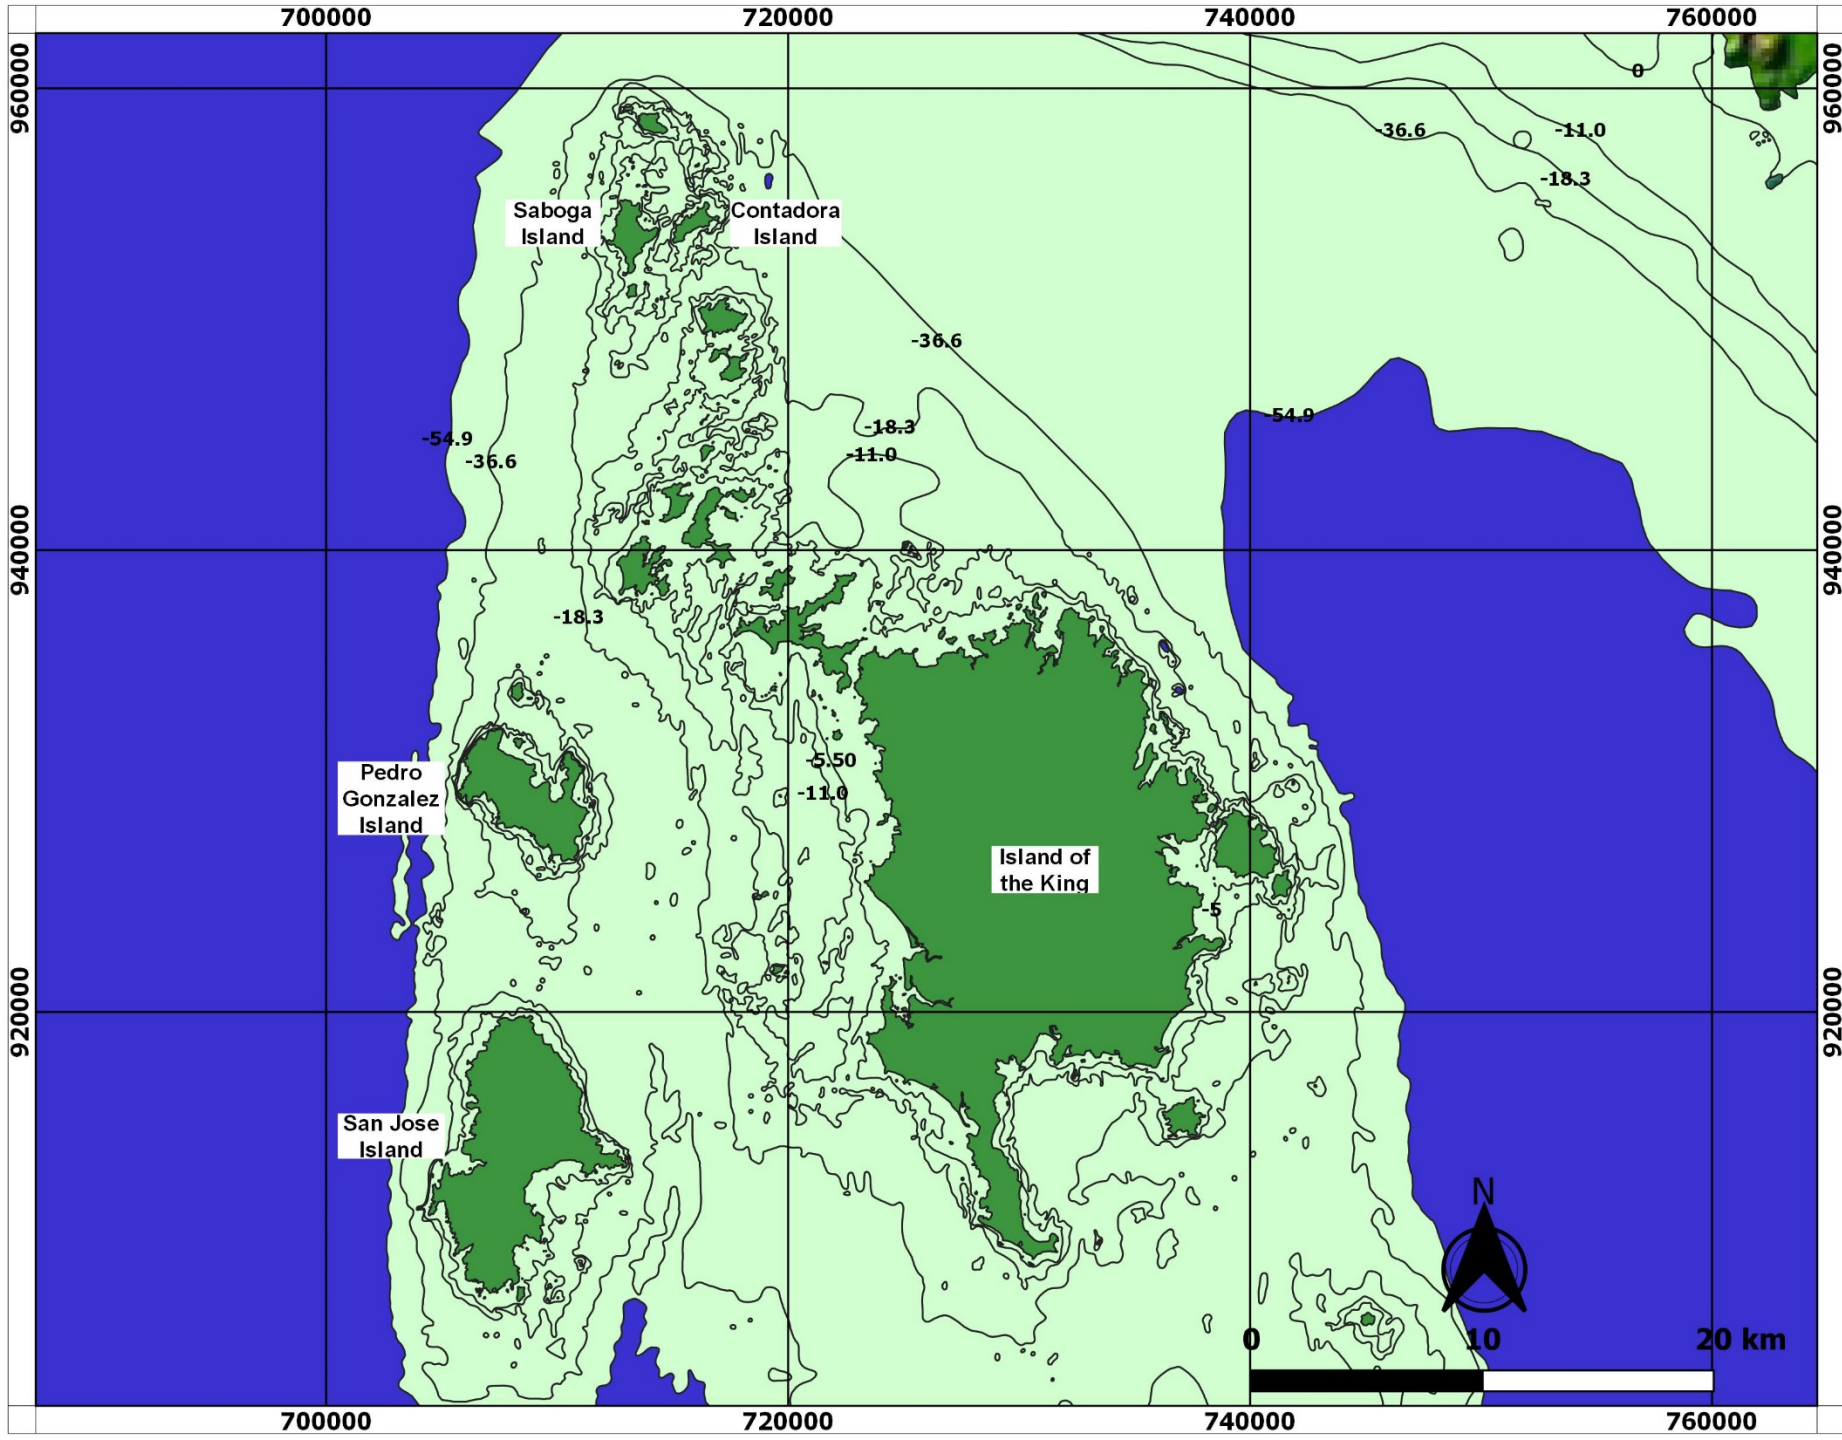 700000
720000
740000
760000
960000
960000
0
-36.6
-11.0
-18.3
Saboga
Island
Contadora
Island
-36.6
-54.9
-18.3
-54.9
-11.0
-36.6
940000
940000
-18.3
-5.50
Pedro
Gonzalez
Island
-11.0
Island of
the King
-5
920000
920000
San Jose
Island
N
0
10
20 km
700000
720000
740000
760000